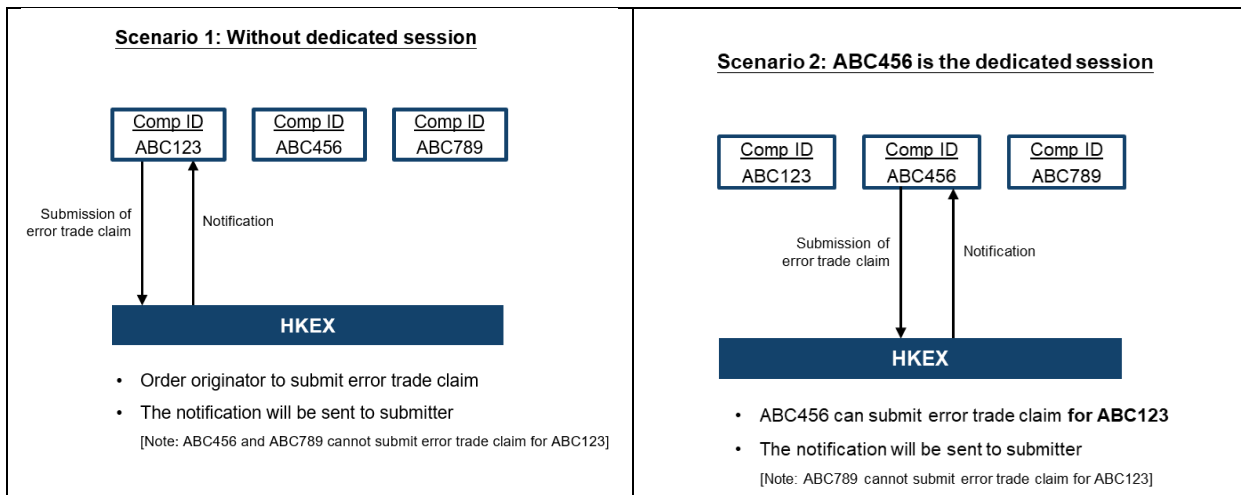 Scenario 1: Without dedicated session
Comp ID
ABC123
Comp ID
ABC456
Comp ID
ABC789
Submission of
error trade claim
Notification
HKEX
• Order originator to submit error trade claim
• The notification will be sent to submitter
[Note: ABC456 and ABC789 cannot submit error trade claim for ABC123]
Scenario 2: ABC456 is the dedicated session
Comp ID
ABC123
Comp ID
ABC456
Comp ID
ABC789
Submission of
error trade claim
Notification
HKEX
• ABC456 can submit error trade claim for ABC123
• The notification will be sent to submitter
[Note: ABC789 cannot submit error trade claim for ABC123]